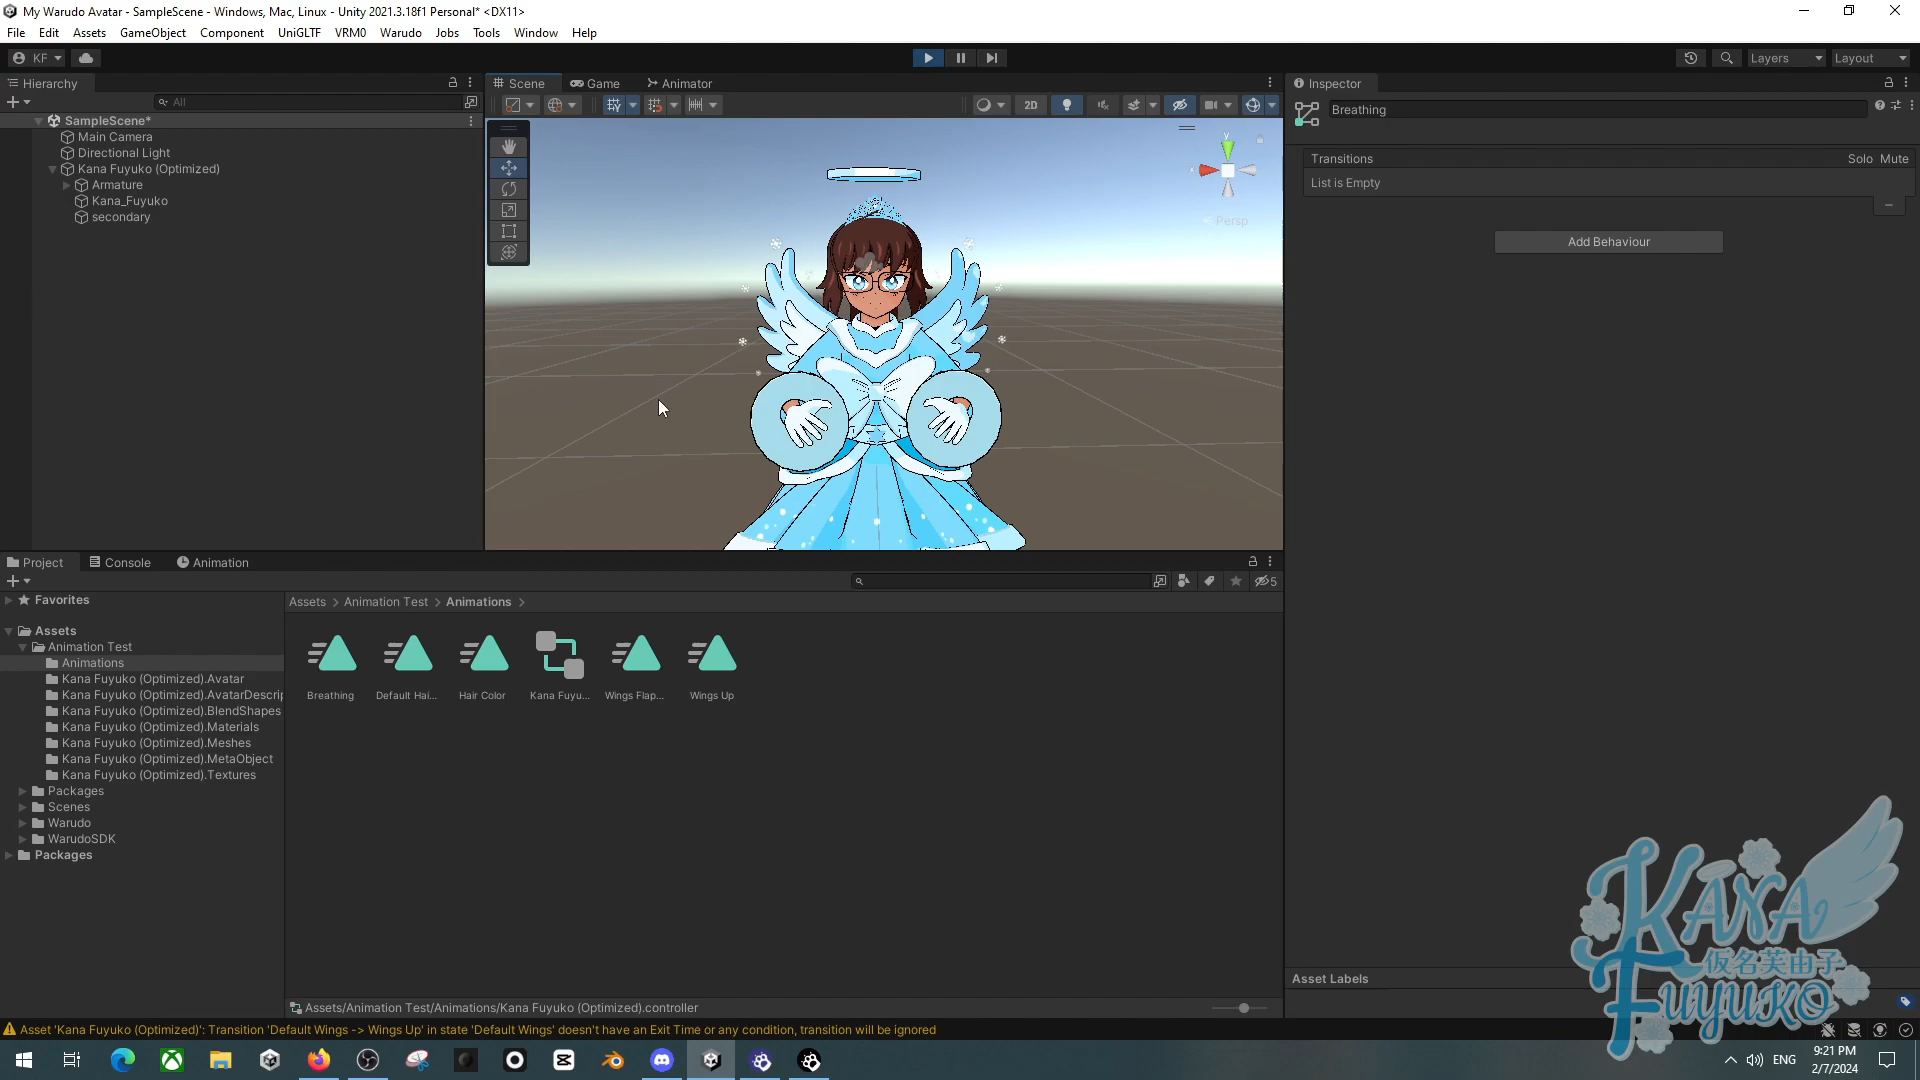 My Warudo Avatar - SampleScene - Windows, Mac, Linux - Unity 2021.3.18f1 Personal* <DX11>
File Edit Assets GameObject Component UniGLTF VRM0 Warudo Jobs Tools Window Help
KF Layers Layout
Hierarchy
All
SampleScene*
Main Camera
Directional Light
Kana Fuyuko (Optimized)
Armature
Kana_Fuyuko
secondary
Scene Game Animator
2D
y
x
< Persp
Inspector
Breathing
Transitions Solo Mute
List is Empty
Add Behaviour
Project Console Animation
5
Favorites
Assets
Animation Test
Animations
Kana Fuyuko (Optimized).Avatar
Kana Fuyuko (Optimized).AvatarDescrip
Kana Fuyuko (Optimized).BlendShapes
Kana Fuyuko (Optimized).Materials
Kana Fuyuko (Optimized).Meshes
Kana Fuyuko (Optimized).MetaObject
Kana Fuyuko (Optimized).Textures
Packages
Scenes
Warudo
WarudoSDK
Packages
Assets > Animation Test > Animations >
Breathing Default Hai... Hair Color Kana Fuyu... Wings Flap... Wings Up
Assets/Animation Test/Animations/Kana Fuyuko (Optimized).controller
Asset Labels
KANA
仮名芙由子
FUYUKO
Asset 'Kana Fuyuko (Optimized)': Transition 'Default Wings -> Wings Up' in state 'Default Wings' doesn't have an Exit Time or any condition, transition will be ignored
ENG
9:21 PM
2/7/2024